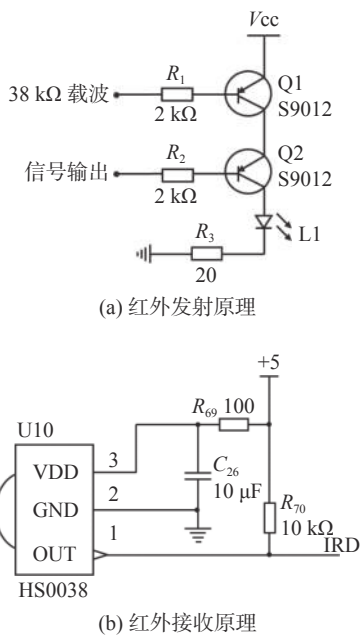 Vcc
R1
Q1
38 kΩ 载波
2 kΩ
S9012
R2
Q2
信号输出
2 kΩ
S9012
R3
L1
20
(a) 红外发射原理
+5
R69 100
U10
VDD
3
C26
10 μF
GND
2
R70
10 kΩ
OUT
1
IRD
HS0038
(b) 红外接收原理